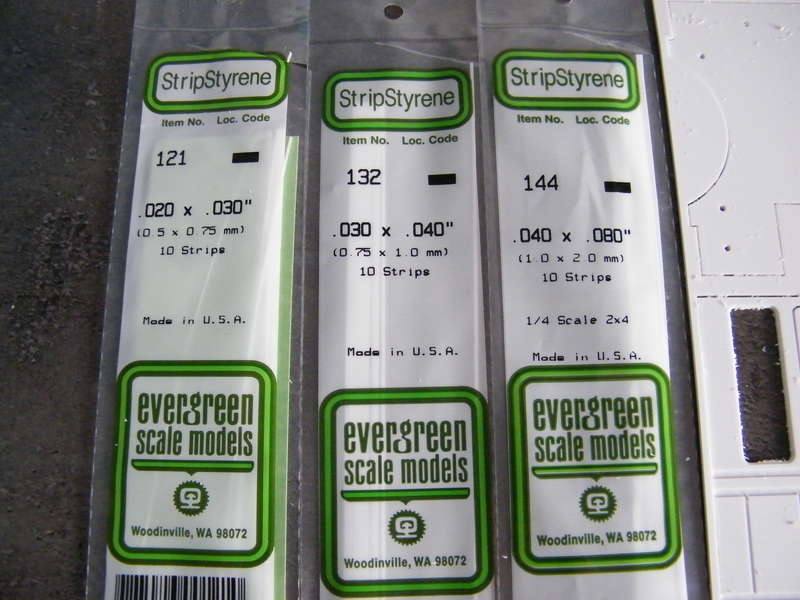 StripStyrene
Item No. Loc. Code
121
.020 x .030"
(0.5 x 0.75 mm)
10 Strips
Made in U.S.A.
evergreen
scale models
Woodinville, WA 98072
StripStyrene
Item No. Loc. Code
132
.030 x .040"
(0.75 x 1.0 mm)
10 Strips
Made in U.S.A.
evergreen
scale models
Woodinville, WA 98072
StripStyrene
Item No. Loc. Code
144
.040 x .080"
(1.0 x 2.0 mm)
10 Strips
1/4 Scale 2x4
Made in U.S.A.
evergreen
scale models
Woodinville, WA 98072